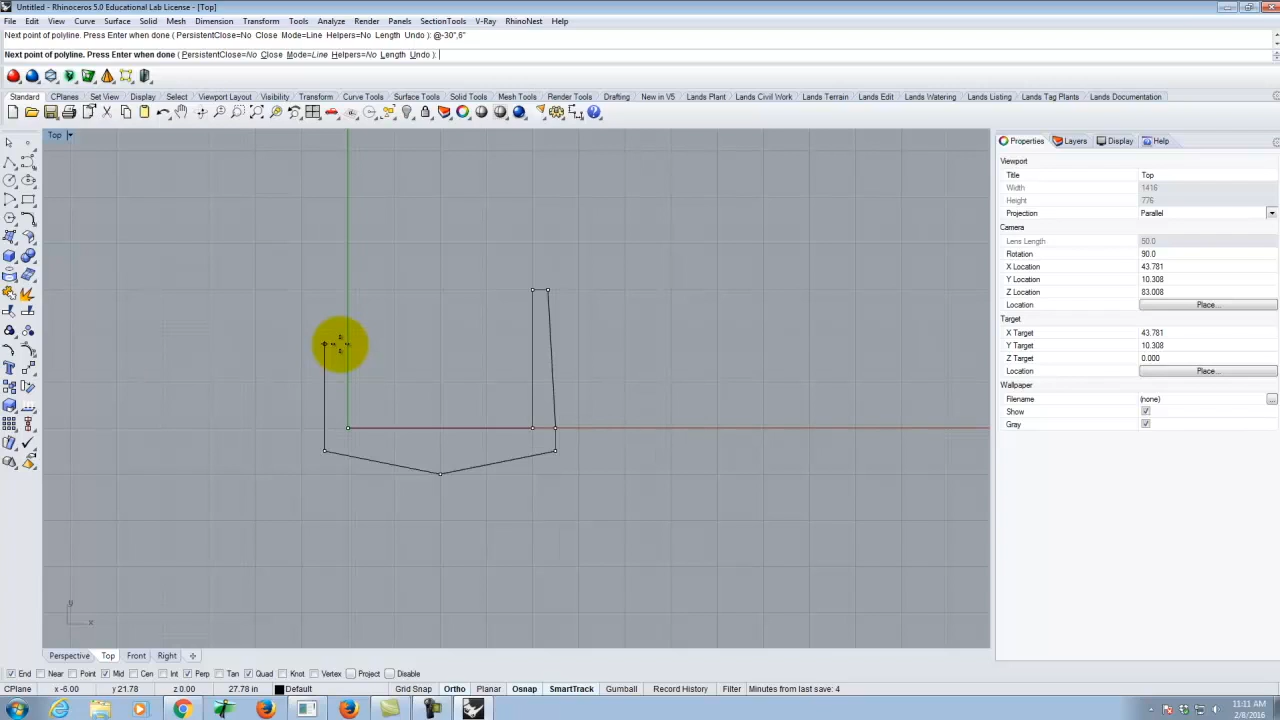 Untitled - Rhinoceros 5.0 Educational Lab License - [Top]
File Edit View Curve Surface Solid Mesh Dimension Transform Tools Analyze Render Panels SectionTools V-Ray RhinoNest Help
Next point of polyline. Press Enter when done ( PersistentClose=No Close Mode=Line Helpers=No Length Undo ): @-30",6"
Next point of polyline. Press Enter when done ( PersistentClose=No Close Mode=Line Helpers=No Length Undo ):
Standard CPlanes Set View Display Select Viewport Layout Visibility Transform Curve Tools Surface Tools Solid Tools Mesh Tools Render Tools Drafting New in V5 Lands Plant Lands Civil Work Lands Terrain Lands Edit Lands Watering Lands Listing Lands Tag Plants Lands Documentation
Top
Properties Layers Display Help
Viewport
Title Top
Width 1416
Height 776
Projection Parallel
Camera
Lens Length 50.0
Rotation 90.0
X Location 43.781
Y Location 10.308
Z Location 83.008
Location Place...
Target
X Target 43.781
Y Target 10.308
Z Target 0.000
Location Place...
Wallpaper
Filename (none) ...
Show
Gray
y
x
Perspective Top Front Right
End Near Point Mid Cen Int Perp Tan Quad Knot Vertex Project Disable
CPlane x -6.00 y 21.78 z 0.00 27.78 in Default Grid Snap Ortho Planar Osnap SmartTrack Gumball Record History Filter Minutes from last save: 4
11:11 AM
2/8/2016